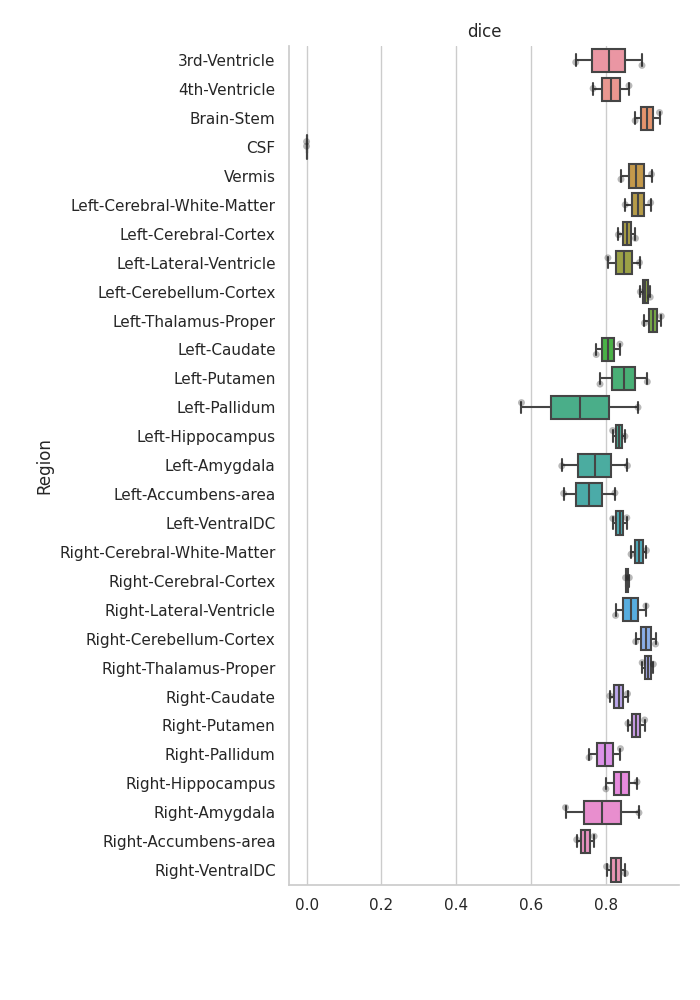 dice
3rd-Ventricle
4th-Ventricle
Brain-Stem
CSF
Vermis
Left-Cerebral-White-Matter
Left-Cerebral-Cortex
Left-Lateral-Ventricle
Left-Cerebellum-Cortex
Left-Thalamus-Proper
Left-Caudate
Left-Putamen
Left-Pallidum
Left-Hippocampus
Left-Amygdala
Left-Accumbens-area
Left-VentralDC
Right-Cerebral-White-Matter
Right-Cerebral-Cortex
Right-Lateral-Ventricle
Right-Cerebellum-Cortex
Right-Thalamus-Proper
Right-Caudate
Right-Putamen
Right-Pallidum
Right-Hippocampus
Right-Amygdala
Right-Accumbens-area
Right-VentralDC
Region
0.0 0.2 0.4 0.6 0.8